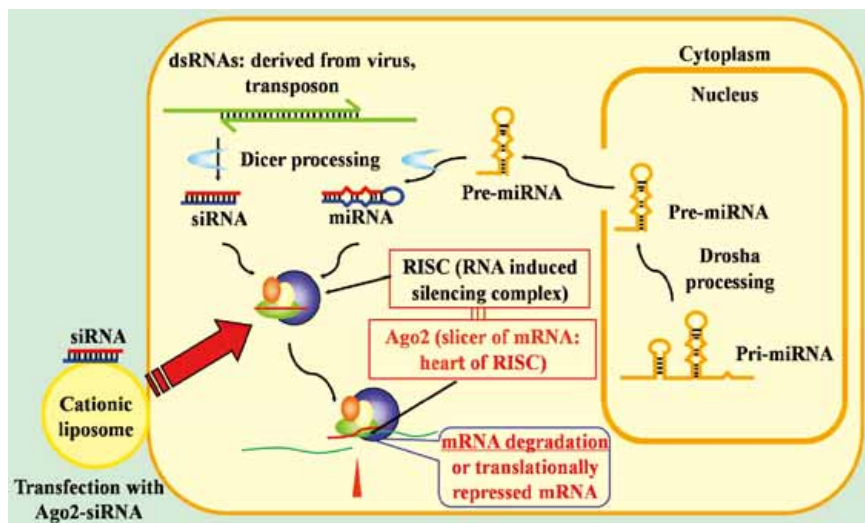 dsRNAs: derived from virus,
transposon
Cytoplasm
Nucleus
Dicer processing
siRNA
miRNA
Pre-miRNA
Pre-miRNA
Drosha
processing
Pri-miRNA
RISC (RNA induced
silencing complex)
Ago2 (slicer of mRNA:
heart of RISC)
siRNA
Cationic
liposome
Transfection with
Ago2-siRNA
mRNA degradation
or translationally
repressed mRNA